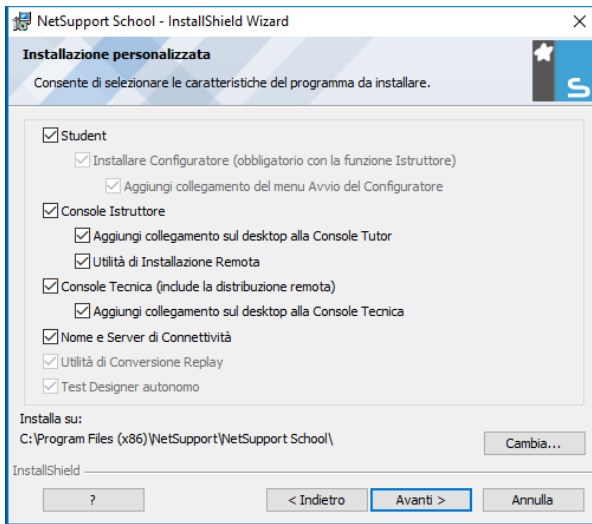 NetSupport School - InstallShield Wizard
Installazione personalizzata
Consente di selezionare le caratteristiche del programma da installare.
S
Student
Installare Configuratore (obbligatorio con la funzione Istruttore)
Aggiungi collegamento del menu Avvio del Configuratore
Console Istruttore
Aggiungi collegamento sul desktop alla Console Tutor
Utilità di Installazione Remota
Console Tecnica (include la distribuzione remota)
Aggiungi collegamento sul desktop alla Console Tecnica
Nome e Server di Connettività
Utilità di Conversione Replay
Test Designer autonomo
Installa su:
C:\Program Files (x86)\NetSupport\NetSupport School\
Cambia...
InstallShield
? < Indietro Avanti > Annulla